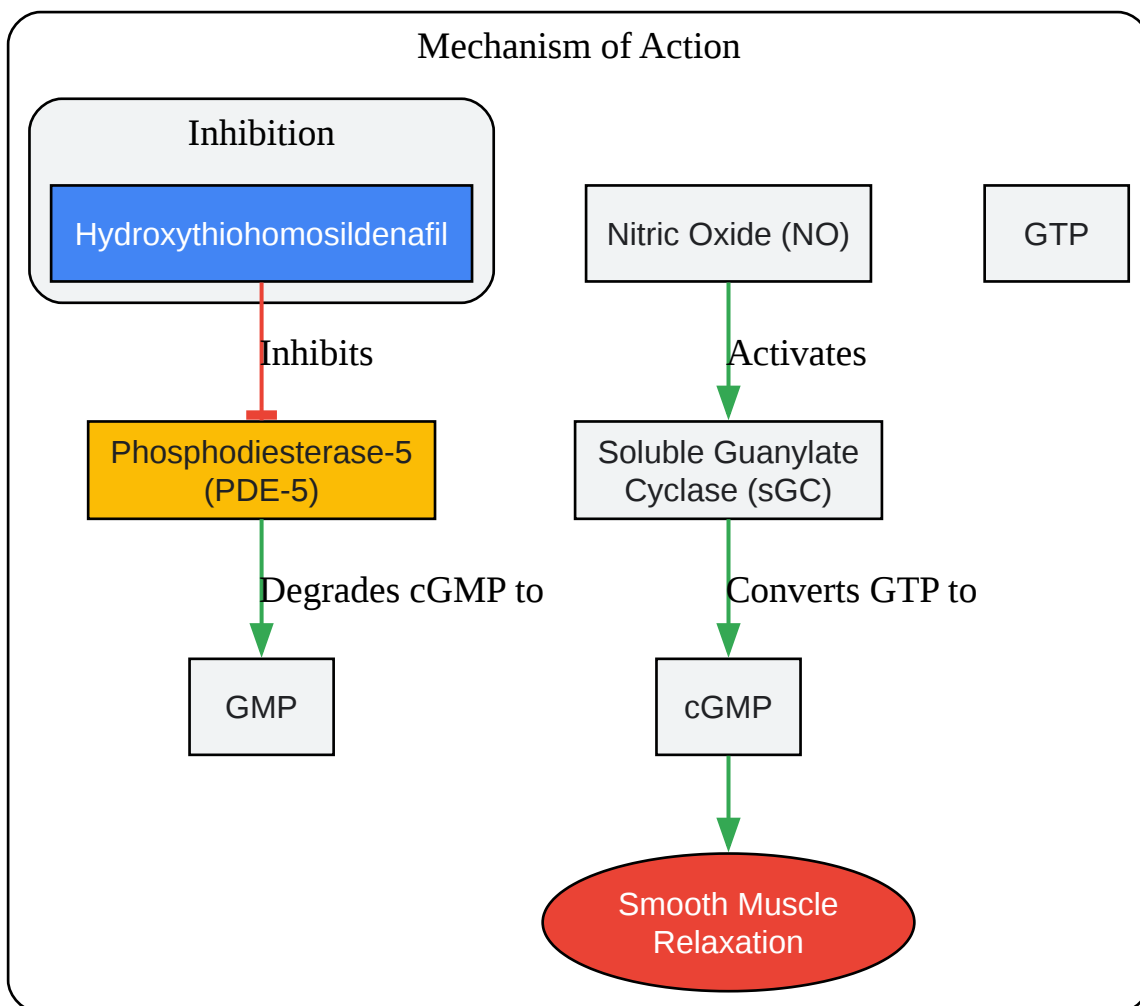 Mechanism of Action
Inhibition
Hydroxythiohomosildenafil
Nitric Oxide (NO)
GTP
Inhibits
Activates
Phosphodiesterase-5
(PDE-5)
Soluble Guanylate
Cyclase (sGC)
Degrades cGMP to
Converts GTP to
GMP
cGMP
Smooth Muscle
Relaxation